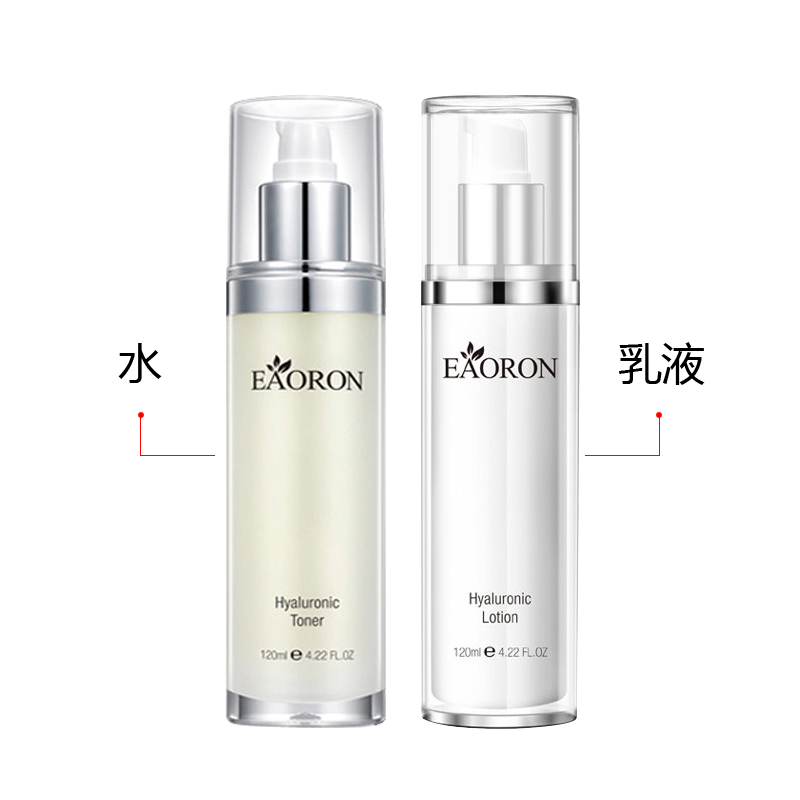 水
EAORON
Hyaluronic
Toner
120ml e 4.22 FL.OZ
EAORON
Hyaluronic
Lotion
120ml e 4.22 FL.OZ
乳液